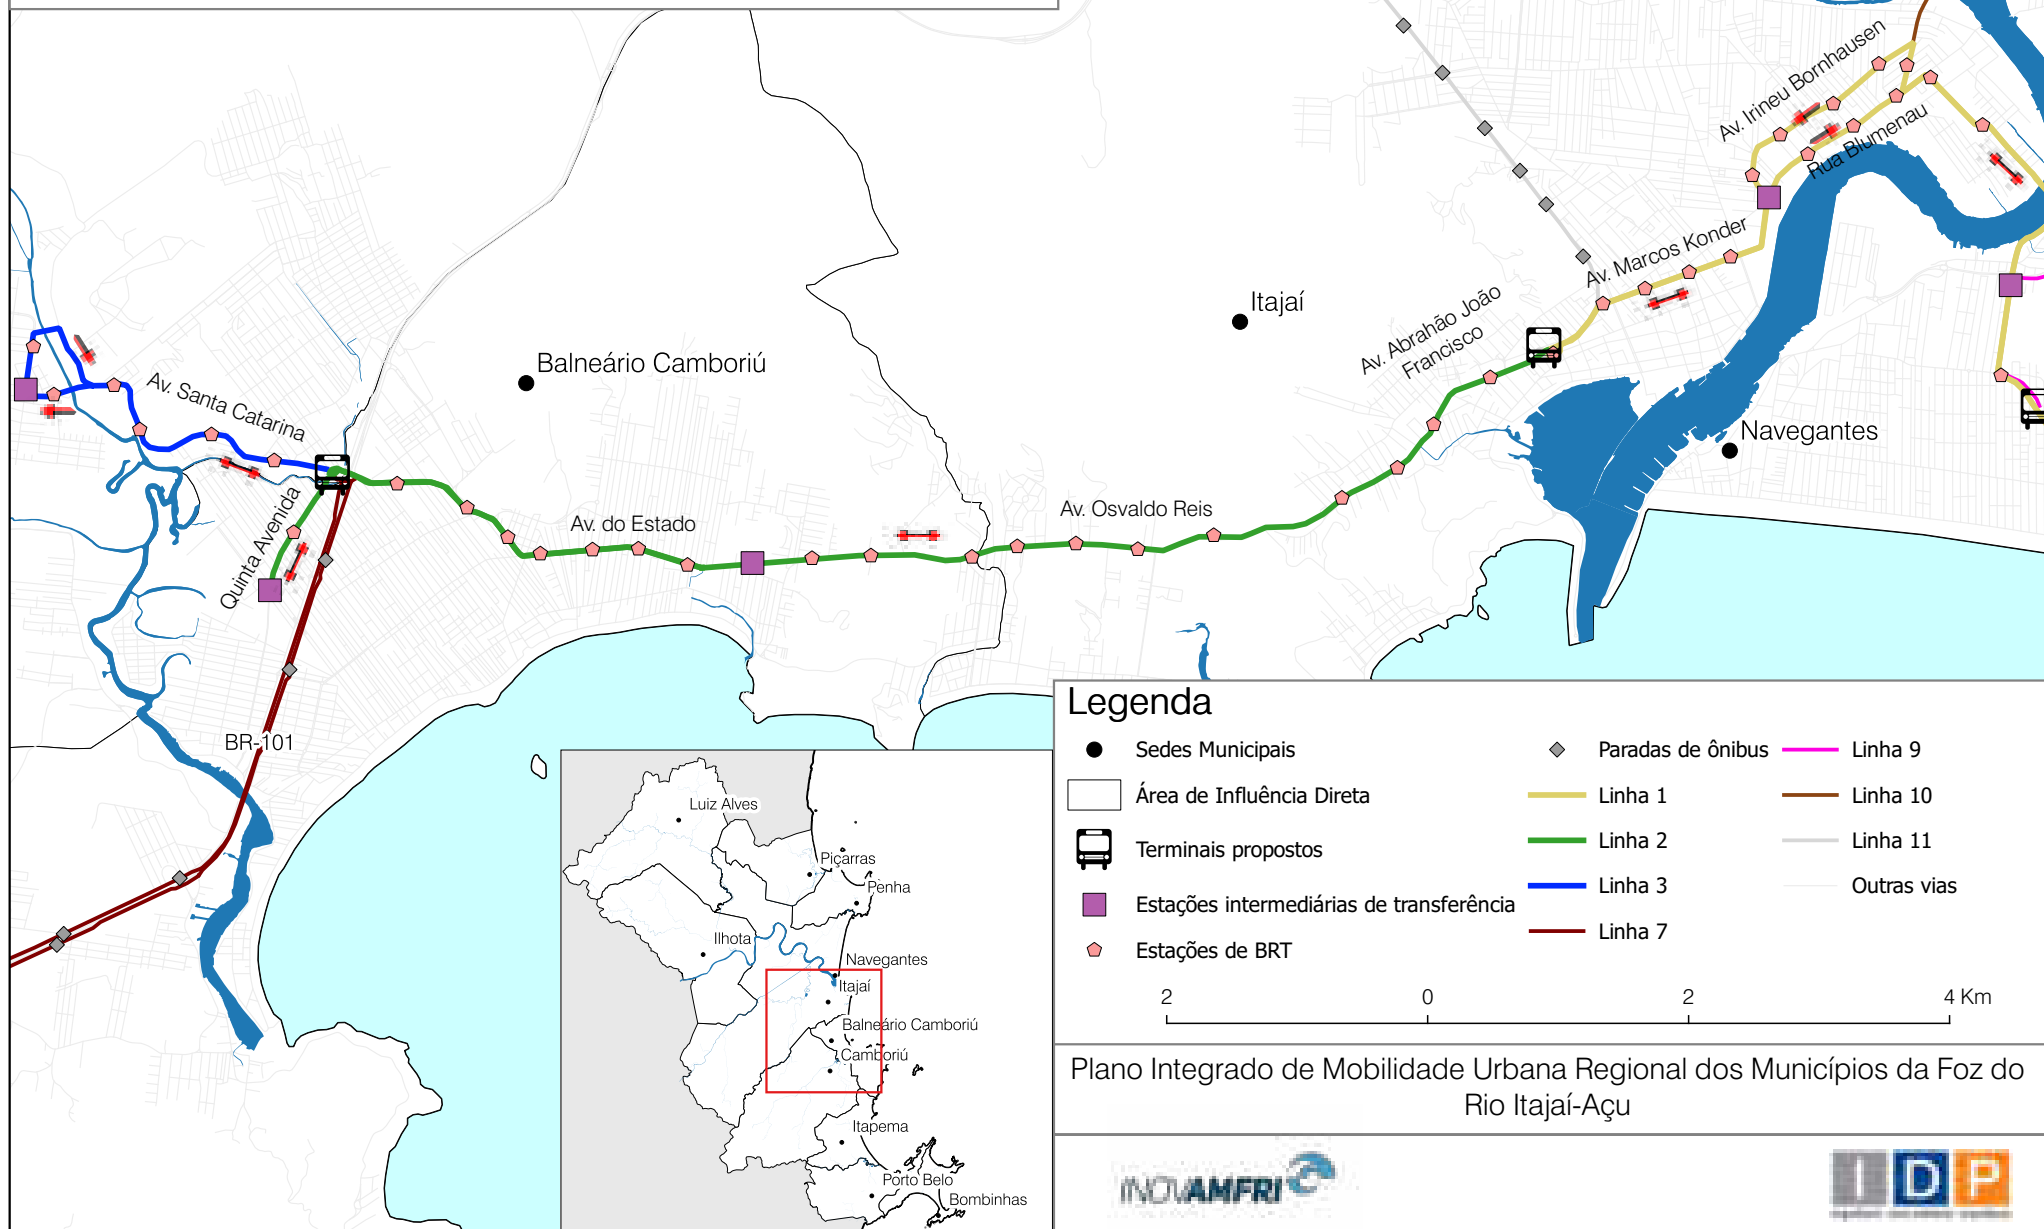 Av. Irineu Bornhausen
Rua Blumenau
Av. Marcos Konder
Itajaí
Av. Abrahão João
Francisco
Balneário Camboriú
Av. Santa Catarina
Navegantes
Quinta Avenida
Av. do Estado
Av. Osvaldo Reis
BR-101
Legenda
Sedes Municipais
Área de Influência Direta
Terminais propostos
Estações intermediárias de transferência
Estações de BRT
Paradas de ônibus
Linha 1
Linha 2
Linha 3
Linha 7
Linha 9
Linha 10
Linha 11
Outras vias
2 0 2 4 Km
Luiz Alves
Piçarras
Penha
Ilhota
Navegantes
Itajaí
Balneário Camboriú
Camboriú
Itapema
Porto Belo
Bombinhas
Plano Integrado de Mobilidade Urbana Regional dos Municípios da Foz do
Rio Itajaí-Açu
INOVAMFRI
IDP